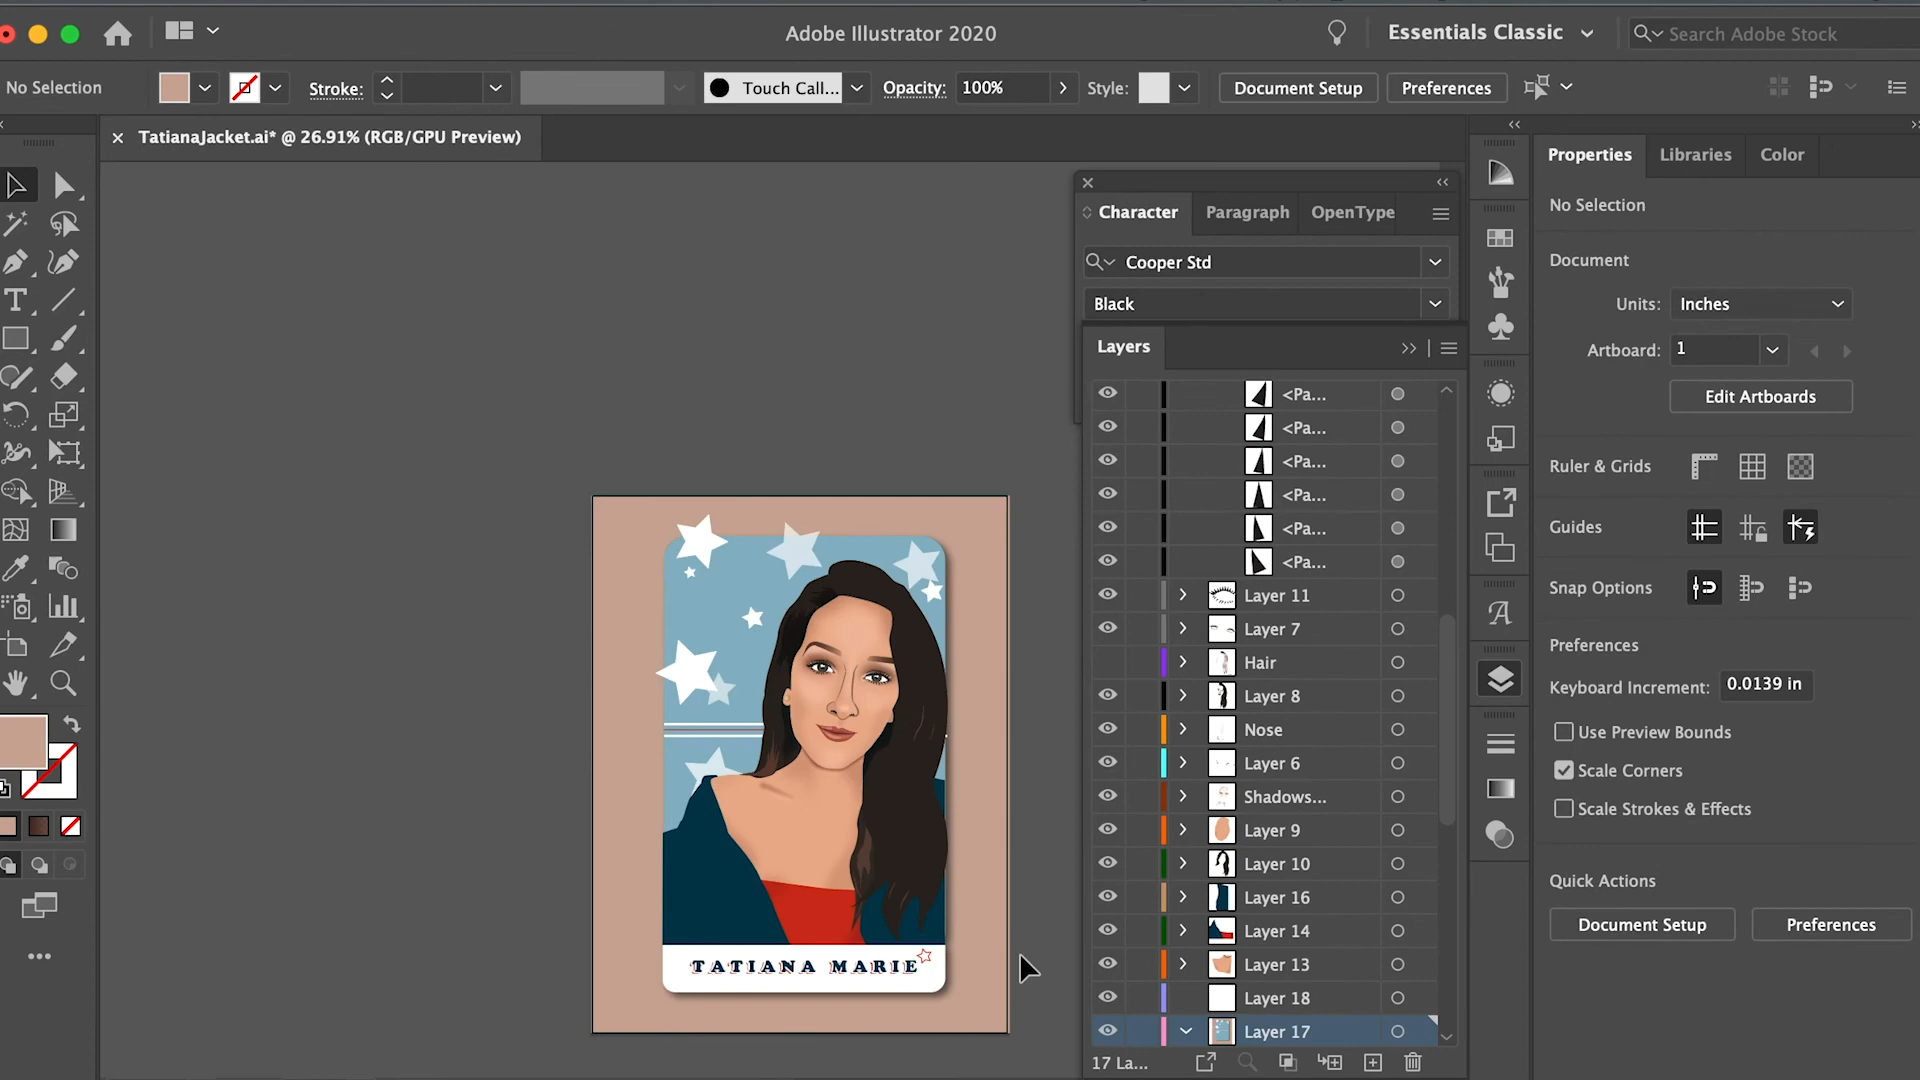 Adobe Illustrator 2020
Essentials Classic
Search Adobe Stock
No Selection
Stroke:
Touch Call...
Opacity:
100%
Style:
Document Setup
Preferences
TatianaJacket.ai* @ 26.91% (RGB/GPU Preview)
Properties
Libraries
Color
No Selection
Character
Paragraph
OpenType
Cooper Std
Black
Document
Units:
Inches
Artboard:
1
Edit Artboards
Layers
<Pa...
<Pa...
<Pa...
<Pa...
<Pa...
<Pa...
Layer 11
Layer 7
Hair
Layer 8
Nose
Layer 6
Shadows...
Layer 9
Layer 10
Layer 16
Layer 14
Layer 13
Layer 18
Layer 17
17 La...
Ruler & Grids
Guides
Snap Options
Preferences
Keyboard Increment:
0.0139 in
Use Preview Bounds
Scale Corners
Scale Strokes & Effects
Quick Actions
Document Setup
Preferences
TATIANA MARIE